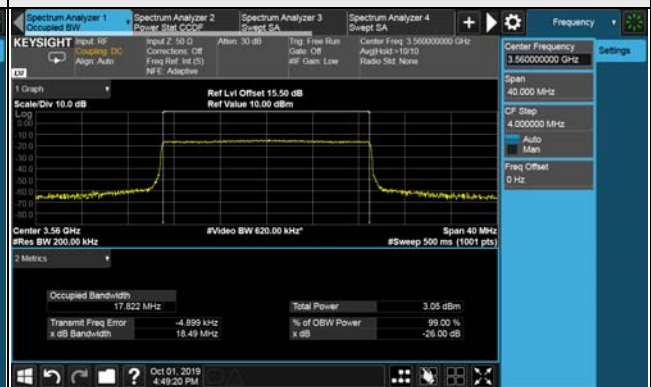 Spectrum Analyzer 1
Occupied BW
Spectrum Analyzer 2
Power Stat CCDF
Spectrum Analyzer 3
Swept SA
Spectrum Analyzer 4
Swept SA
+
Frequency
KEYSIGHT
Input: RF
Coupling: DC
Align: Auto
Input Z: 50 Ω
Corrections: Off
Freq Ref: Int (S)
NFE: Adaptive
Atten: 30 dB
Trig: Free Run
Gate: Off
#IF Gain: Low
Center Freq: 3.560000000 GHz
Avg|Hold:>10/10
Radio Std: None
LXI
1 Graph
Scale/Div 10.0 dB
Ref Lvl Offset 15.50 dB
Ref Value 10.00 dBm
Log
0.00
-10.0
-20.0
-30.0
-40.0
-50.0
-60.0
-70.0
-80.0
Center 3.56 GHz
#Res BW 200.00 kHz
#Video BW 620.00 kHz*
Span 40 MHz
#Sweep 500 ms (1001 pts)
2 Metrics
Occupied Bandwidth
17.822 MHz
Total Power
3.05 dBm
Transmit Freq Error
-4.899 kHz
% of OBW Power
99.00 %
x dB Bandwidth
18.49 MHz
x dB
-26.00 dB
Center Frequency
3.560000000 GHz
Settings
Span
40.000 MHz
CF Step
4.000000 MHz
Auto
Man
Freq Offset
0 Hz
?
Oct 01, 2019
4:49:20 PM